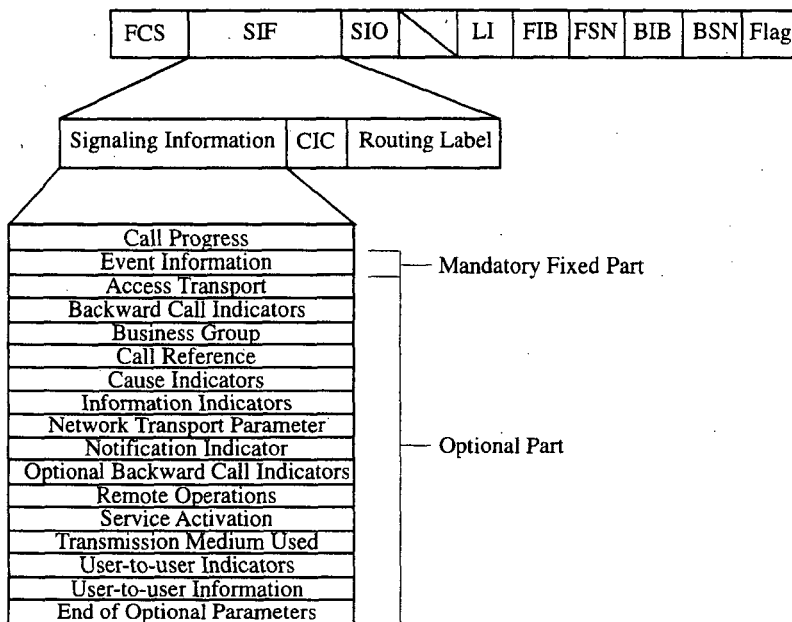 FCS SIF SIO LI FIB FSN BIB BSN Flag
Signaling Information CIC Routing Label
Call Progress
Event Information
Mandatory Fixed Part
Access Transport
Backward Call Indicators
Business Group
Call Reference
Cause Indicators
Information Indicators
Network Transport Parameter
Notification Indicator
Optional Part
Optional Backward Call Indicators
Remote Operations
Service Activation
Transmission Medium Used
User-to-user Indicators
User-to-user Information
End of Optional Parameters